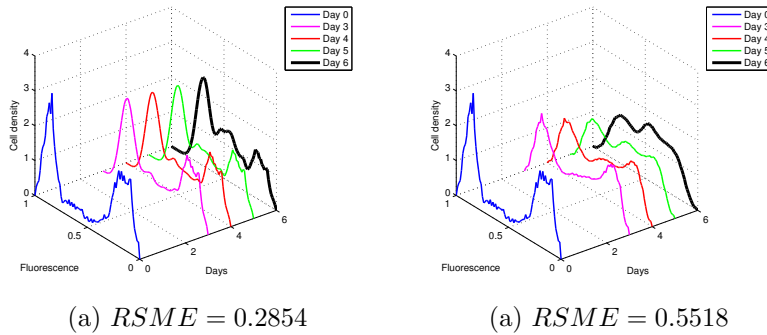 Day 0
Day 3
Day 4
Day 5
Day 6
4
3
2
1
0
Cell density
1
0.5
0
Fluorescence
0
2
4
6
Days
(a) RSME = 0.2854
Day 0
Day 3
Day 4
Day 5
Day 6
4
3
2
1
0
Cell density
1
0.5
0
Fluorescence
0
2
4
6
Days
(a) RSME = 0.5518